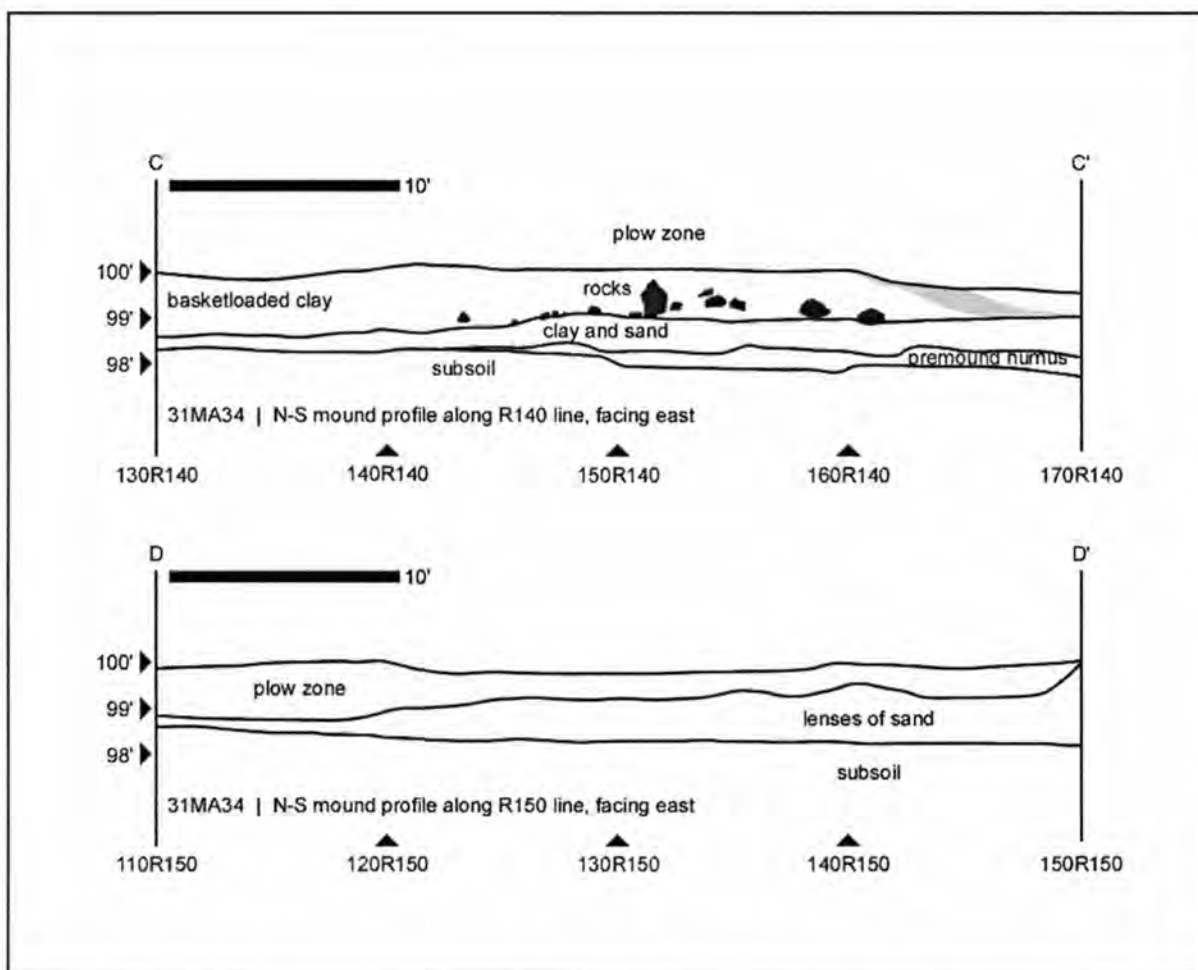 C C'
10'
plow zone
100'
rocks
basketloaded clay
99'
clay and sand
98'
subsoil
premound humus
31MA34 | N-S mound profile along R140 line, facing east
130R140 140R140 150R140 160R140 170R140
D D'
10'
100'
plow zone
99'
lenses of sand
98'
subsoil
31MA34 | N-S mound profile along R150 line, facing east
110R150 120R150 130R150 140R150 150R150